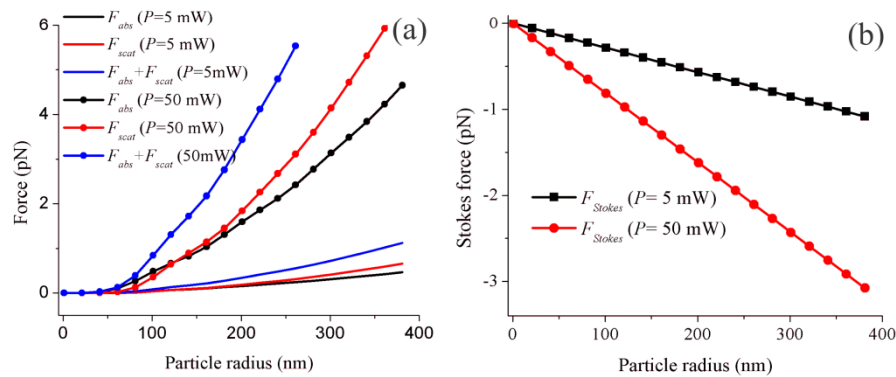 (a)
F_abs (P=5 mW)
F_scat (P=5 mW)
F_abs+F_scat (P=5mW)
F_abs (P=50 mW)
F_scat (P=50 mW)
F_abs+F_scat (50mW)
Force (pN)
6
4
2
0
0
100
200
300
400
Particle radius (nm)
(b)
Stokes force (pN)
0
-1
-2
-3
F_Stokes (P= 5 mW)
F_Stokes (P= 50 mW)
0
100
200
300
400
Particle radius (nm)